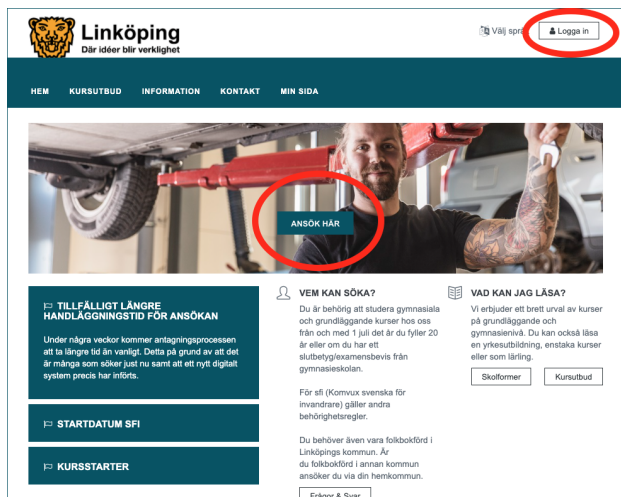 Linköping
Där idéer blir verklighet
Välj språ
Logga in
HEM KURSUTBUD INFORMATION KONTAKT MIN SIDA
ANSÖK HÄR
TILLFÄLLIGT LÄNGRE
HANDLÄGGNINGSTID FÖR ANSÖKAN
Under några veckor kommer antagningsprocessen
att ta längre tid än vanligt. Detta på grund av att det
är många som söker just nu samt att ett nytt digitalt
system precis har införts.
STARTDATUM SFI
KURSSTARTER
VEM KAN SÖKA?
Du är behörig att studera gymnasiala
och grundläggande kurser hos oss
från och med 1 juli det år du fyller 20
år eller om du har ett
slutbetyg/examensbevis från
gymnasieskolan.
För sfi (Komvux svenska för
invandrare) gäller andra
behörighetsregler.
Du behöver även vara folkbokförd i
Linköpings kommun. Är
du folkbokförd i annan kommun
ansöker du via din hemkommun.
Frågor & Svar
VAD KAN JAG LÄSA?
Vi erbjuder ett brett urval av kurser
på grundläggande och
gymnasienivå. Du kan också läsa
en yrkesutbildning, enstaka kurser
eller som lärling.
Skolformer Kursutbud